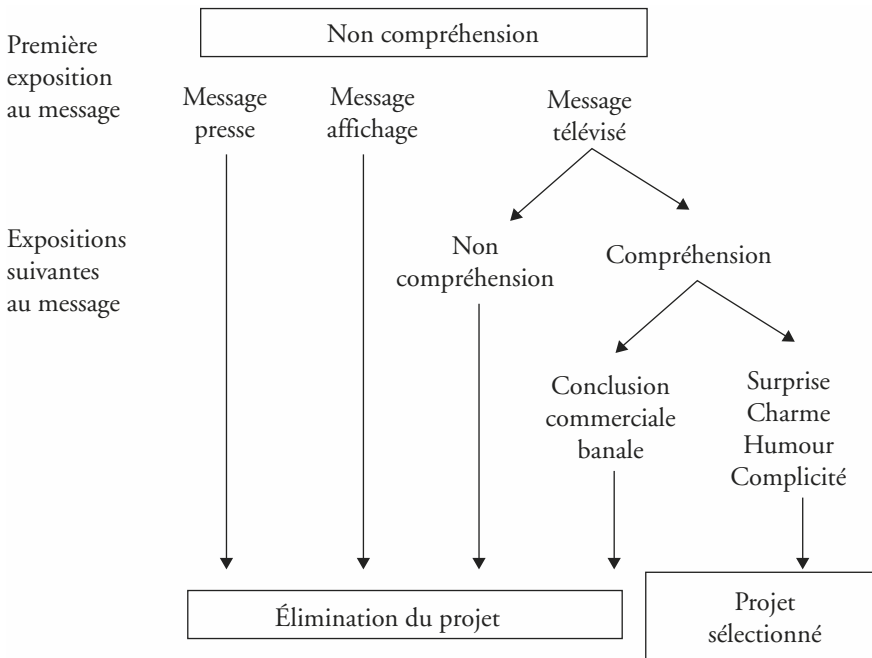 Non compréhension
Première
exposition
au message
Message
presse
Message
affichage
Message
télévisé
Expositions
suivantes
au message
Non
compréhension
Compréhension
Conclusion
commerciale
banale
Surprise
Charme
Humour
Complicité
Élimination du projet
Projet
sélectionné